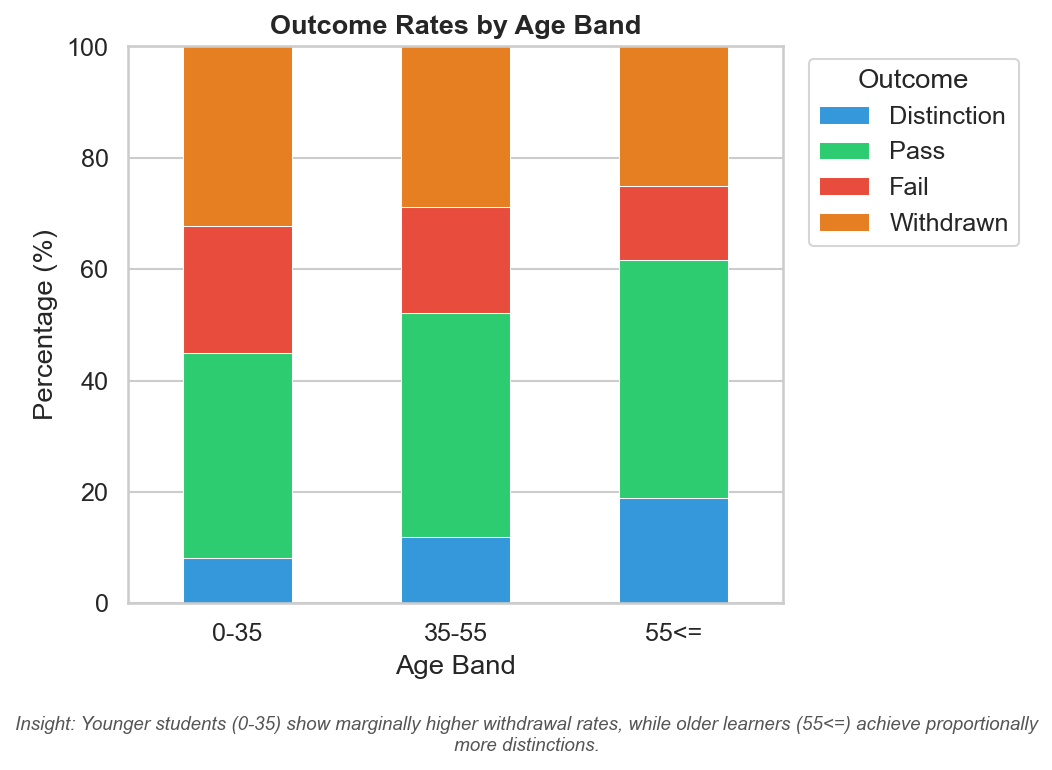 Outcome Rates by Age Band
100
80
60
40
20
0
Percentage (%)
0-35
35-55
55<=
Age Band
Outcome
Distinction
Pass
Fail
Withdrawn
Insight: Younger students (0-35) show marginally higher withdrawal rates, while older learners (55<=) achieve proportionally
more distinctions.